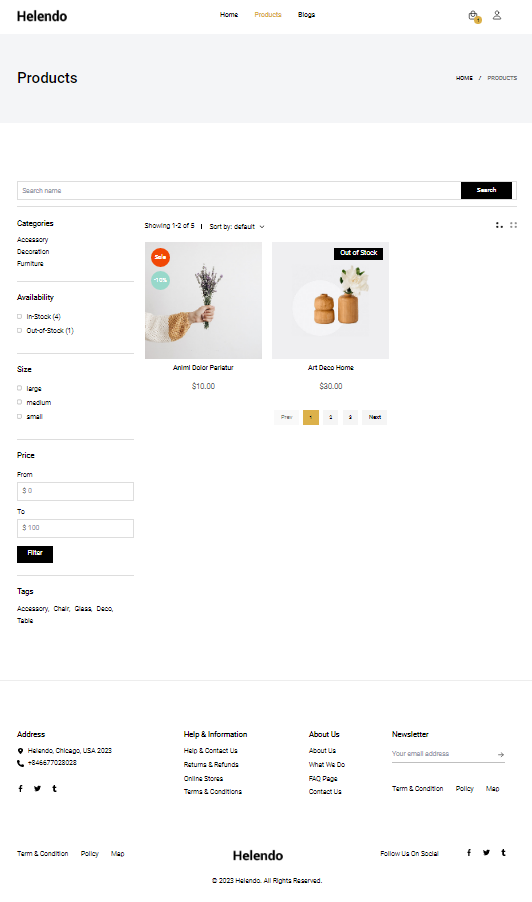 Helendo
Home Products Blogs
1
Products
HOME / PRODUCTS
Search name
Search
Categories
Accessory
Decoration
Furniture
Availability
In-Stock (4)
Out-of-Stock (1)
Size
large
medium
small
Price
From
$ 0
To
$ 100
Filter
Tags
Accessory, Chair, Glass, Deco,
Table
Showing 1-2 of 5 | Sort by: default
Sale
-10%
Animi Dolor Pariatur
$10.00
Out of Stock
Art Deco Home
$30.00
Prev 1 2 3 Next
Address
Helendo, Chicago, USA 2023
+846677028028
Help & Information
Help & Contact Us
Returns & Refunds
Online Stores
Terms & Conditions
About Us
About Us
What We Do
FAQ Page
Contact Us
Newsletter
Your email address
Term & Condition Policy Map
Term & Condition Policy Map
Helendo
Follow Us On Social
© 2023 Helendo. All Rights Reserved.